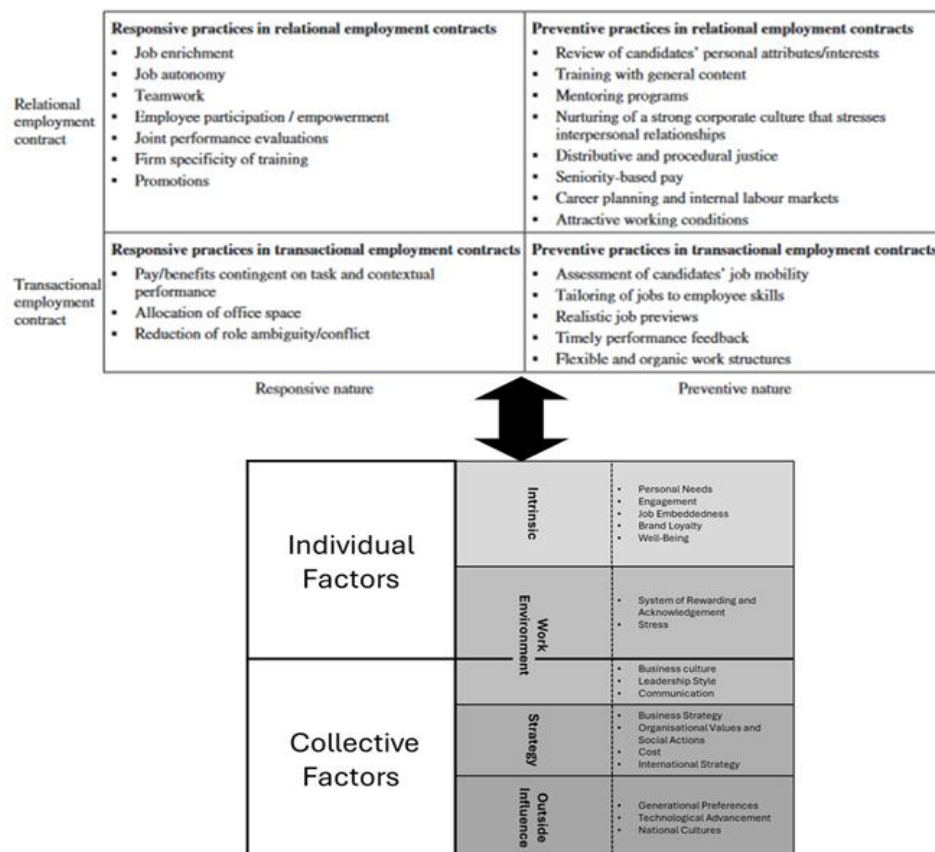 Relational
employment
contract
Responsive practices in relational employment contracts
▪ Job enrichment
▪ Job autonomy
▪ Teamwork
▪ Employee participation / empowerment
▪ Joint performance evaluations
▪ Firm specificity of training
▪ Promotions
Preventive practices in relational employment contracts
▪ Review of candidates' personal attributes/interests
▪ Training with general content
▪ Mentoring programs
▪ Nurturing of a strong corporate culture that stresses
interpersonal relationships
▪ Distributive and procedural justice
▪ Seniority-based pay
▪ Career planning and internal labour markets
▪ Attractive working conditions
Transactional
employment
contract
Responsive practices in transactional employment contracts
▪ Pay/benefits contingent on task and contextual
performance
▪ Allocation of office space
▪ Reduction of role ambiguity/conflict
Preventive practices in transactional employment contracts
▪ Assessment of candidates' job mobility
▪ Tailoring of jobs to employee skills
▪ Realistic job previews
▪ Timely performance feedback
▪ Flexible and organic work structures
Responsive nature
Preventive nature
Individual
Factors
Intrinsic
• Personal Needs
• Engagement
• Job Embeddedness
• Brand Loyalty
• Well-Being
Work
Environment
• System of Rewarding and
Acknowledgement
• Stress
• Business culture
• Leadership Style
• Communication
Collective
Factors
Strategy
• Business Strategy
• Organisational Values and
Social Actions
• Cost
• International Strategy
Outside
Influence
• Generational Preferences
• Technological Advancement
• National Cultures